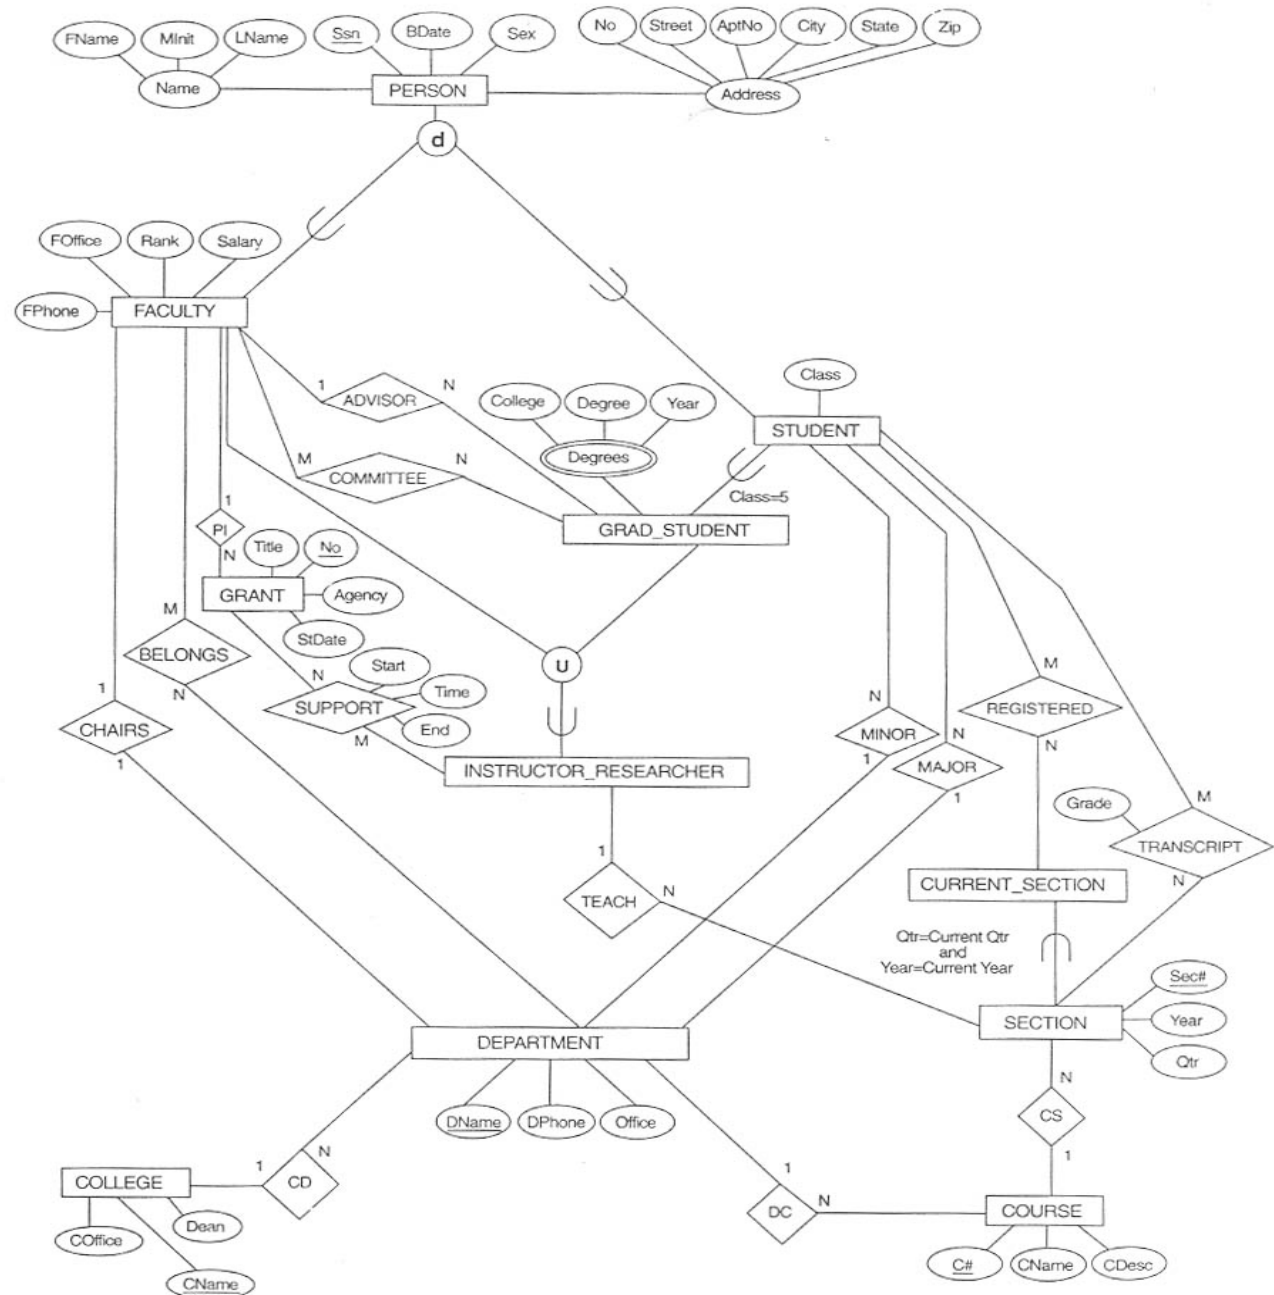 FName
MInit
LName
Ssn
BDate
Sex
No
Street
AptNo
City
State
Zip
Name
PERSON
Address
d
FOffice
Rank
Salary
FPhone
FACULTY
Class
1
ADVISOR
N
College
Degree
Year
STUDENT
M
COMMITTEE
N
Degrees
Class=5
1
PI
N
GRAD_STUDENT
Title
No
GRANT
Agency
StDate
M
BELONGS
N
U
Start
Time
End
N
SUPPORT
M
1
CHAIRS
1
INSTRUCTOR_RESEARCHER
N
MINOR
1
N
MAJOR
1
M
REGISTERED
N
Grade
M
TRANSCRIPT
N
1
TEACH
N
CURRENT_SECTION
Qtr=Current Qtr
and
Year=Current Year
SECTION
Sec#
Year
Qtr
DEPARTMENT
DName
DPhone
Office
N
CS
1
1
CD
N
COLLEGE
COffice
Dean
CName
1
DC
N
COURSE
C#
CName
CDesc